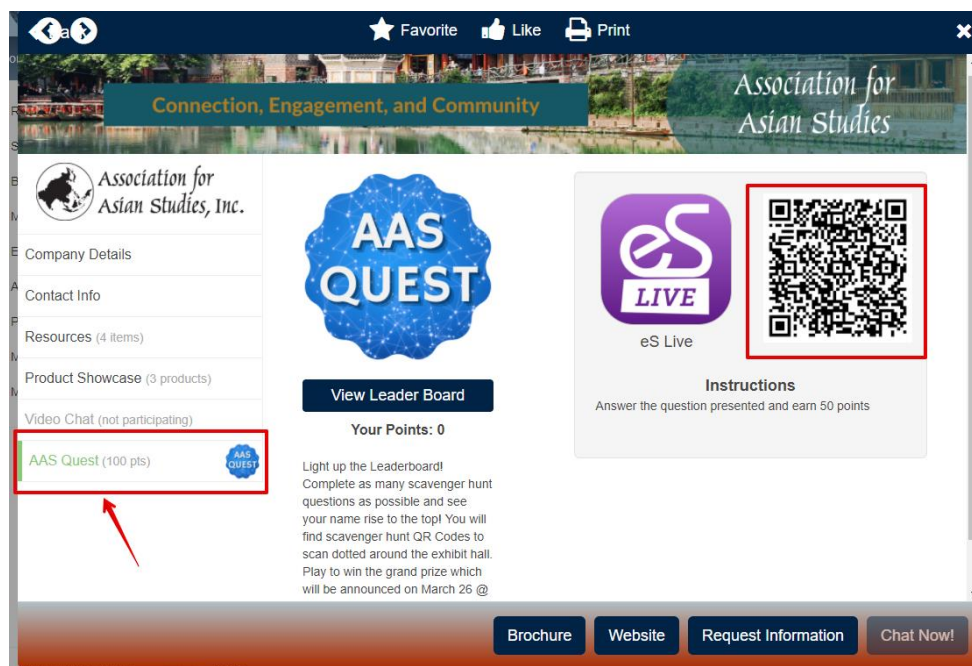 Favorite
Like
Print
Connection, Engagement, and Community
Association for
Asian Studies
Association for
Asian Studies, Inc.
Company Details
Contact Info
Resources (4 items)
Product Showcase (3 products)
Video Chat (not participating)
AAS Quest (100 pts)
AAS
QUEST
AAS
QUEST
View Leader Board
Your Points: 0
Light up the Leaderboard!
Complete as many scavenger hunt
questions as possible and see
your name rise to the top! You will
find scavenger hunt QR Codes to
scan dotted around the exhibit hall.
Play to win the grand prize which
will be announced on March 26 @
eS
LIVE
eS Live
Instructions
Answer the question presented and earn 50 points
Brochure
Website
Request Information
Chat Now!